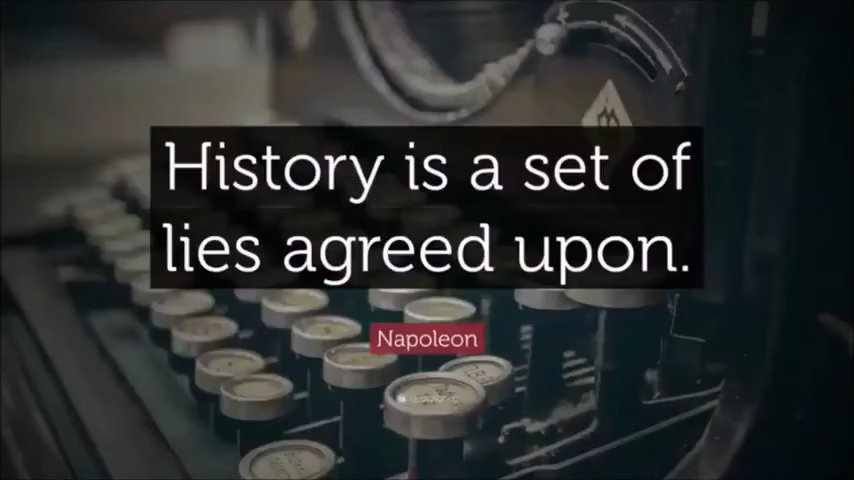 History is a set of
lies agreed upon.
Napoleon